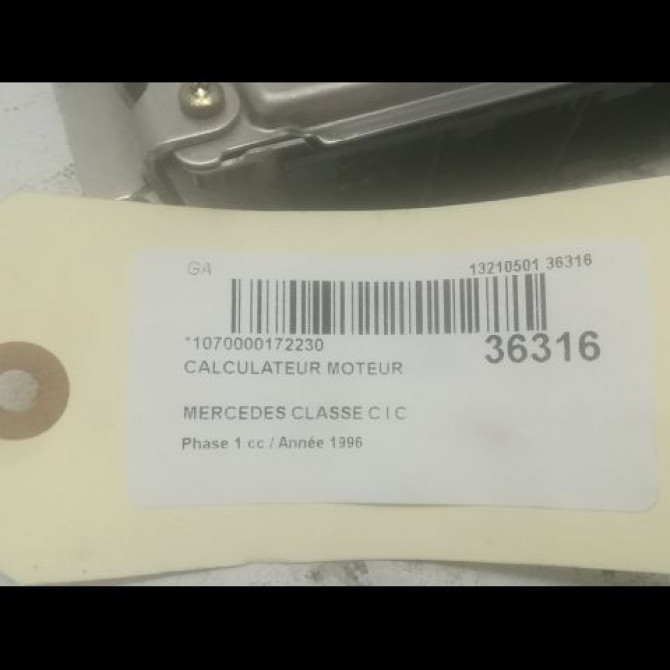 GA
13210501 36316
*1070000172230
36316
CALCULATEUR MOTEUR
MERCEDES CLASSE C I C
Phase 1 cc / Année 1996